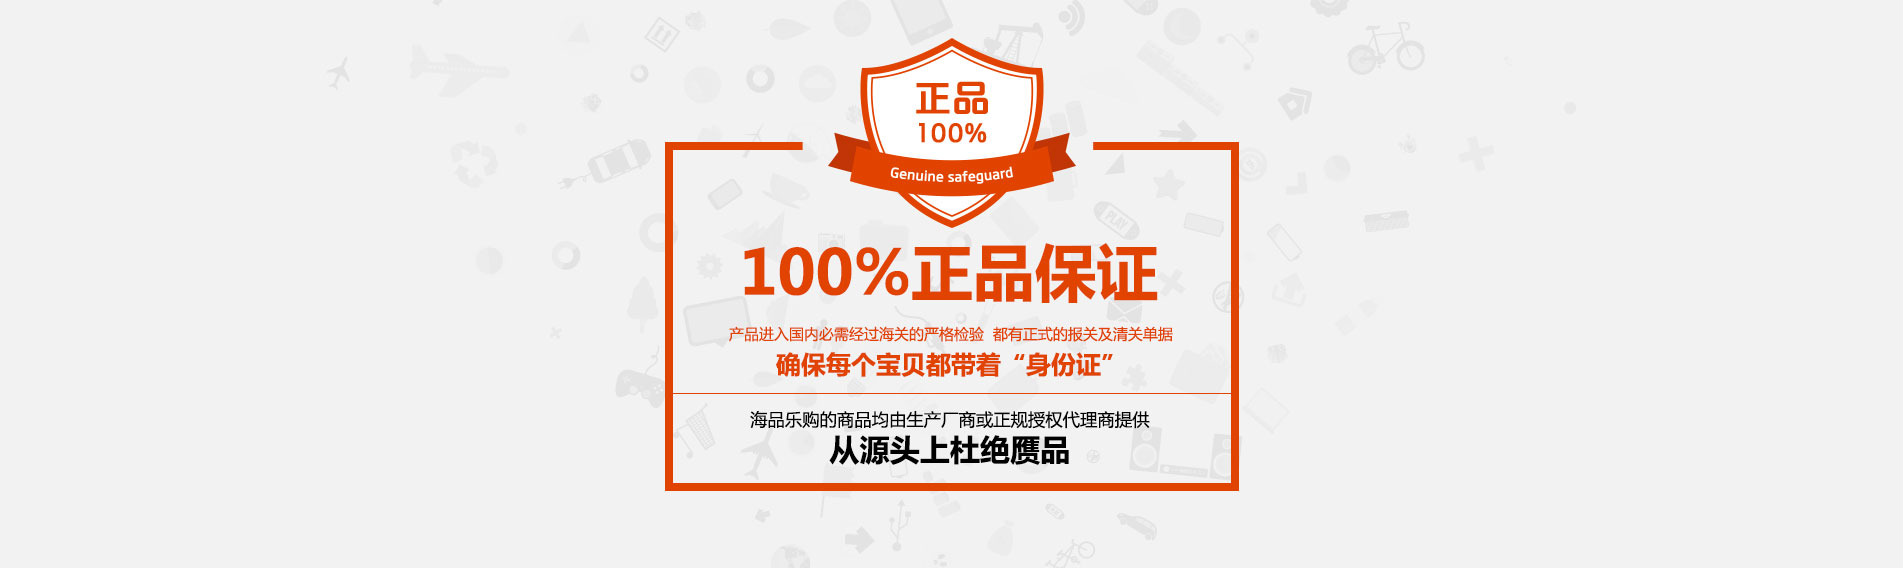 正品
100%
Genuine safeguard
100%正品保证
产品进入国内必需经过海关的严格检验 都有正式的报关及清关单据
确保每个宝贝都带着“身份证”
海品乐购的商品均由生产厂商或正规授权代理商提供
从源头上杜绝赝品
PLAY